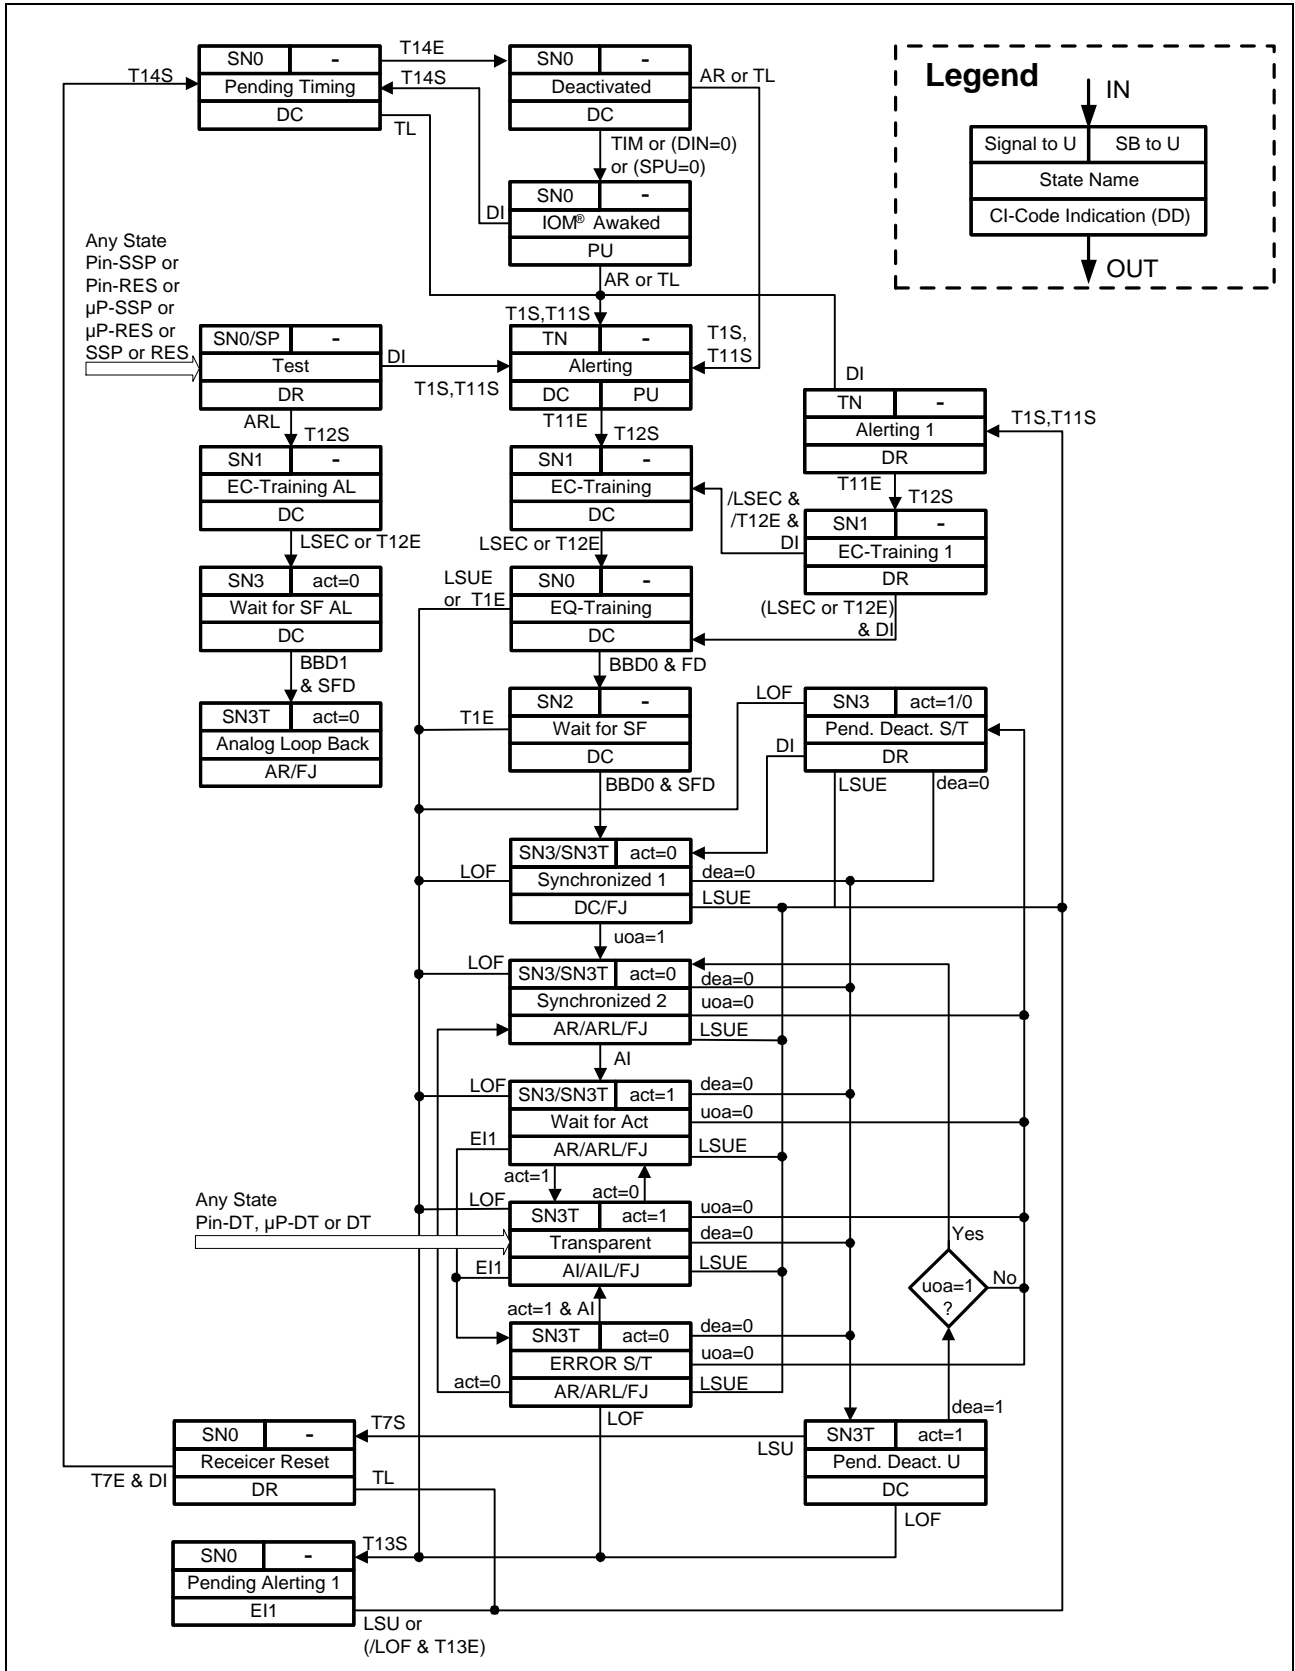 SN0 -
Pending Timing
DC
T14E
T14S
T14S
TL
SN0 -
Deactivated
DC
AR or TL
TIM or (DIN=0)
or (SPU=0)
SN0 -
IOM® Awaked
PU
DI
AR or TL
Legend
IN
Signal to U SB to U
State Name
CI-Code Indication (DD)
OUT
Any State
Pin-SSP or
Pin-RES or
µP-SSP or
µP-RES or
SSP or RES
SN0/SP -
Test
DR
DI
T1S,T11S
T1S,T11S
TN -
Alerting
DC PU
T1S,
T11S
DI
TN -
Alerting 1
DR
T1S,T11S
ARL
T12S
T11E
T12S
T11E
T12S
SN1 -
EC-Training AL
DC
SN1 -
EC-Training
DC
/LSEC &
/T12E &
DI
SN1 -
EC-Training 1
DR
LSEC or T12E
LSEC or T12E
(LSEC or T12E)
& DI
SN3 act=0
Wait for SF AL
DC
LSUE
or T1E
SN0 -
EQ-Training
DC
BBD1
& SFD
BBD0 & FD
SN3T act=0
Analog Loop Back
AR/FJ
T1E
SN2 -
Wait for SF
DC
LOF
SN3 act=1/0
Pend. Deact. S/T
DR
DI
LSUE
dea=0
BBD0 & SFD
SN3/SN3T act=0
Synchronized 1
DC/FJ
LOF
dea=0
LSUE
uoa=1
LOF
SN3/SN3T act=0
Synchronized 2
AR/ARL/FJ
dea=0
uoa=0
LSUE
AI
LOF
SN3/SN3T act=1
Wait for Act
AR/ARL/FJ
dea=0
uoa=0
LSUE
EI1
act=1
act=0
Any State
Pin-DT, µP-DT or DT
LOF
SN3T act=1
Transparent
AI/AIL/FJ
uoa=0
dea=0
LSUE
EI1
Yes
uoa=1
?
No
act=1 & AI
SN3T act=0
ERROR S/T
AR/ARL/FJ
dea=0
uoa=0
LSUE
act=0
LOF
dea=1
SN0 -
Receicer Reset
DR
T7S
LSU
SN3T act=1
Pend. Deact. U
DC
T7E & DI
TL
LOF
T13S
SN0 -
Pending Alerting 1
EI1
LSU or
(/LOF & T13E)